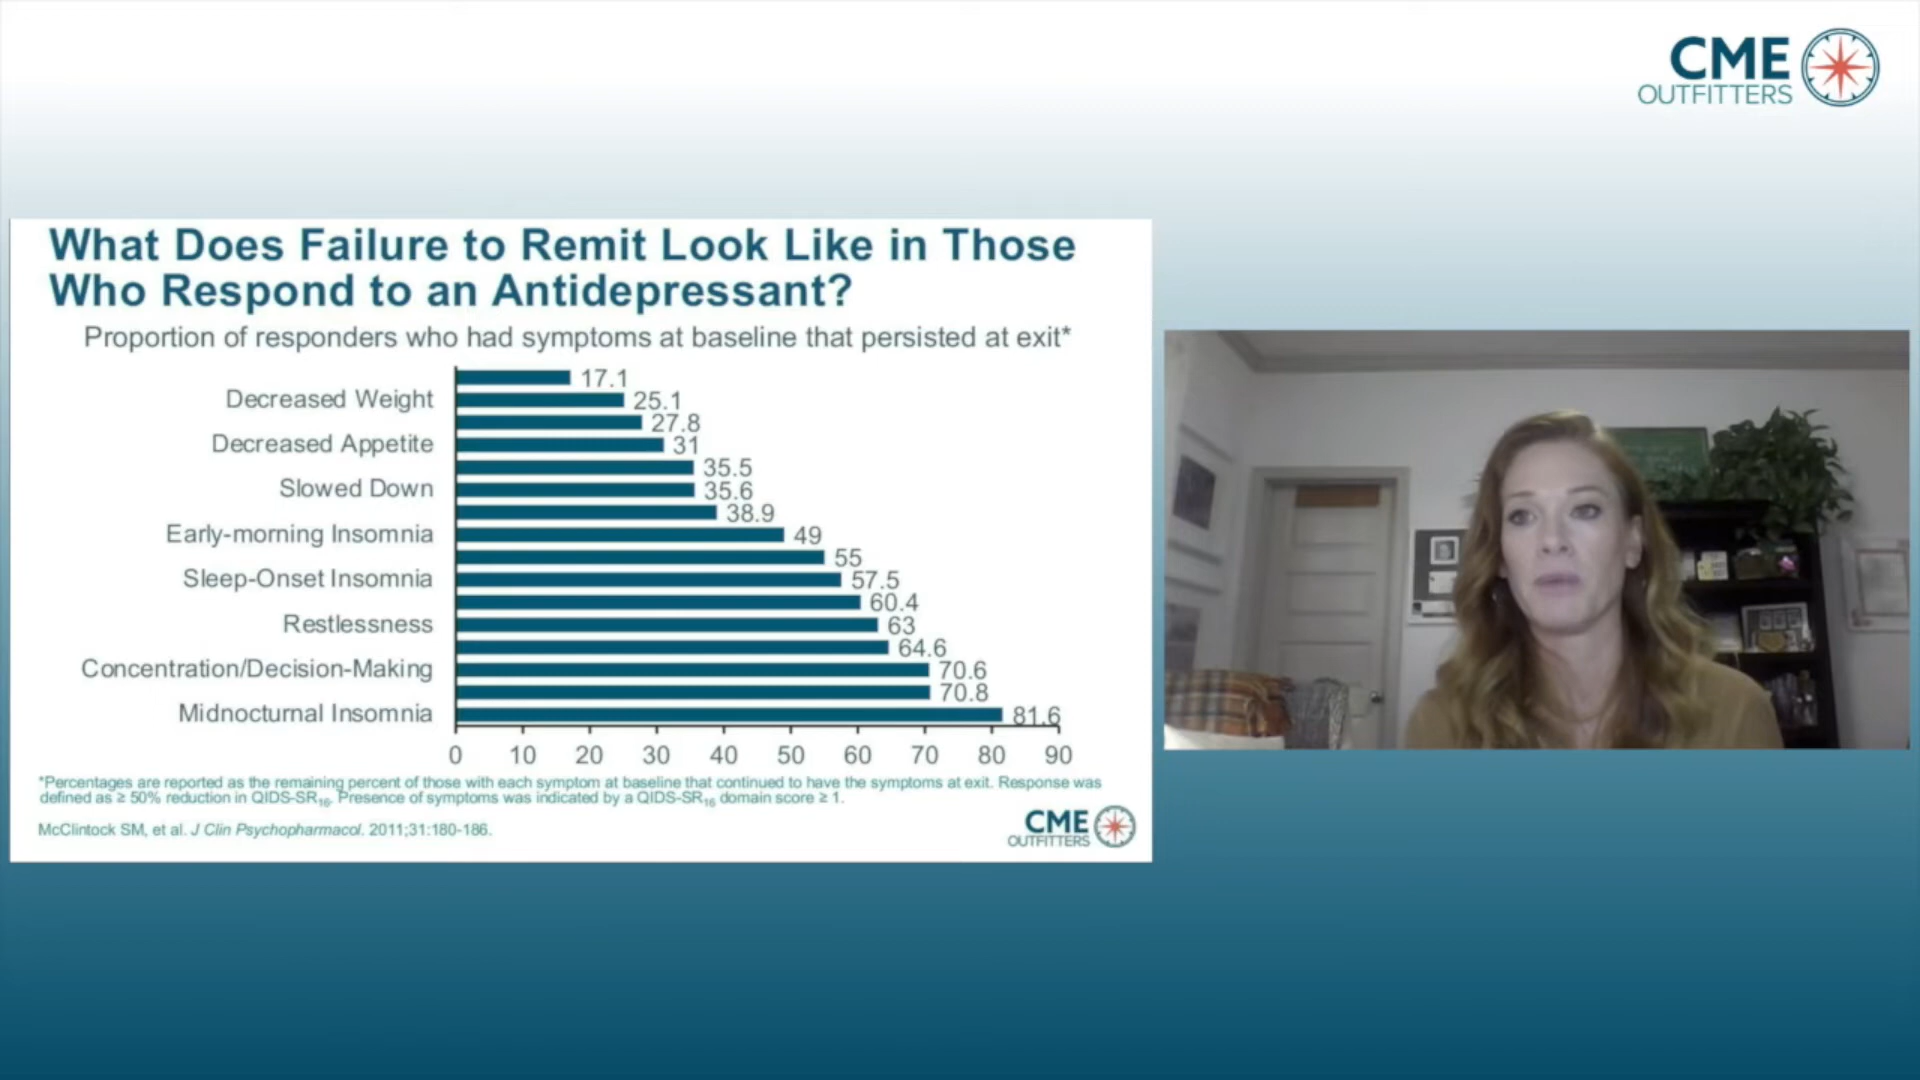 CME
OUTFITTERS
What Does Failure to Remit Look Like in Those
Who Respond to an Antidepressant?
Proportion of responders who had symptoms at baseline that persisted at exit*
17.1
Decreased Weight 25.1
27.8
Decreased Appetite 31
35.5
Slowed Down 35.6
38.9
Early-morning Insomnia 49
55
Sleep-Onset Insomnia 57.5
60.4
Restlessness 63
64.6
Concentration/Decision-Making 70.6
70.8
Midnocturnal Insomnia 81.6
0 10 20 30 40 50 60 70 80 90
*Percentages are reported as the remaining percent of those with each symptom at baseline that continued to have the symptoms at exit. Response was
defined as ≥ 50% reduction in QIDS-SR16. Presence of symptoms was indicated by a QIDS-SR16 domain score ≥ 1.
McClintock SM, et al. J Clin Psychopharmacol. 2011;31:180-186.
CME
OUTFITTERS